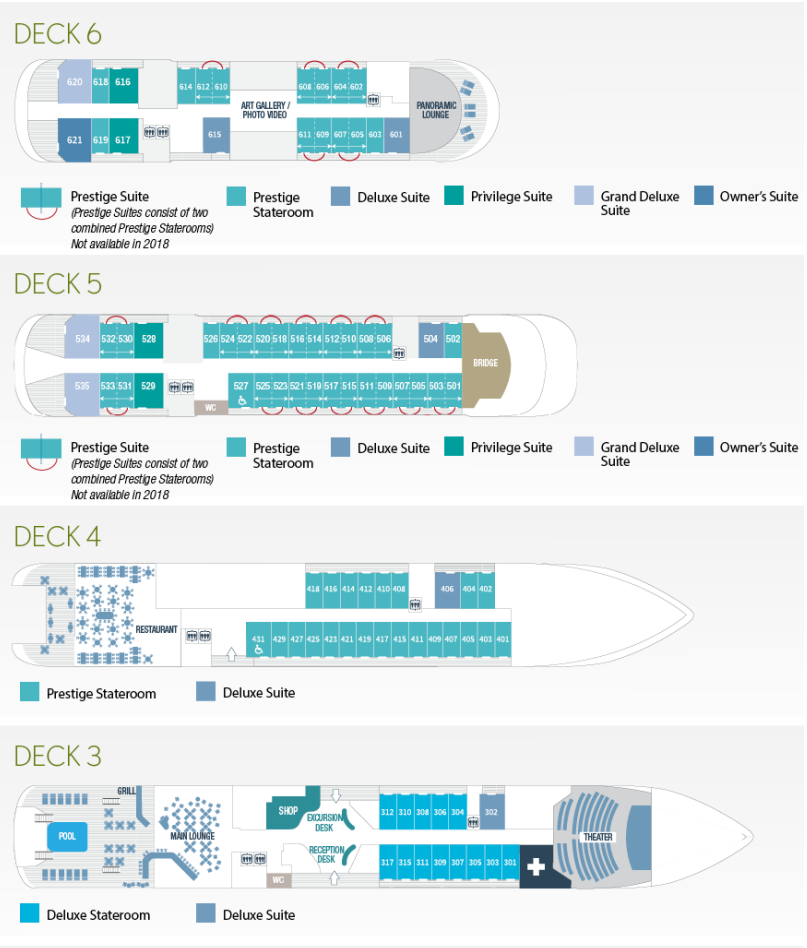 DECK 6
620 618 616 614 612 610 608 606 604 602
ART GALLERY /
PHOTO VIDEO
PANORAMIC
LOUNGE
621 619 617 615 611 609 607 605 603 601
Prestige Suite
(Prestige Suites consist of two
combined Prestige Staterooms)
Not available in 2018
Prestige
Stateroom
Deluxe Suite
Privilege Suite
Grand Deluxe
Suite
Owner's Suite
DECK 5
534 532 530 528 526 524 522 520 518 516 514 512 510 508 506 504 502
BRIDGE
535 533 531 529 527 525 523 521 519 517 515 511 509 507 505 503 501
WC
Prestige Suite
(Prestige Suites consist of two
combined Prestige Staterooms)
Not available in 2018
Prestige
Stateroom
Deluxe Suite
Privilege Suite
Grand Deluxe
Suite
Owner's Suite
DECK 4
418 416 414 412 410 408 406 404 402
RESTAURANT
431 429 427 425 423 421 419 417 415 411 409 407 405 403 401
Prestige Stateroom
Deluxe Suite
DECK 3
GRILL
POOL
MAIN LOUNGE
SHOP
EXCURSION
DESK
RECEPTION
DESK
WC
312 310 308 306 304 302
317 315 311 309 307 305 303 301
THEATER
Deluxe Stateroom
Deluxe Suite